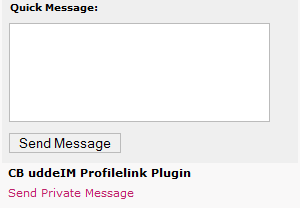 Quick Message:
Send Message
CB uddeIM Profilelink Plugin
Send Private Message